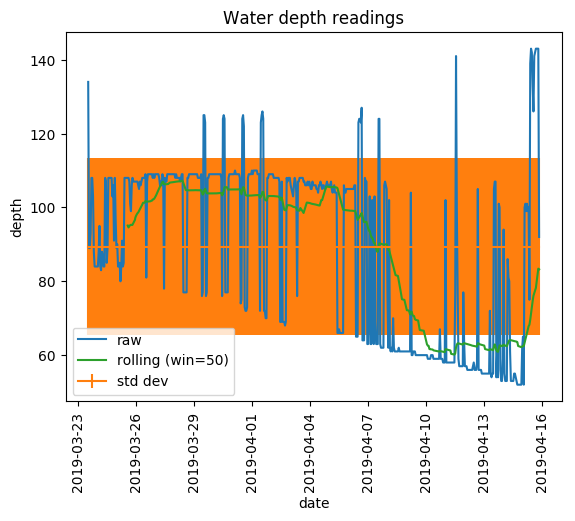 Water depth readings
depth
140
120
100
80
60
raw
rolling (win=50)
std dev
2019-03-23
2019-03-26
2019-03-29
2019-04-01
2019-04-04
2019-04-07
2019-04-10
2019-04-13
2019-04-16
date